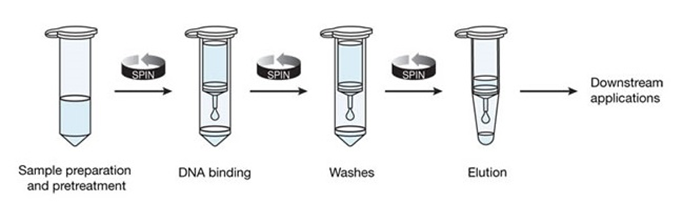 SPIN
SPIN
SPIN
Downstream
applications
Sample preparation
and pretreatment
DNA binding
Washes
Elution